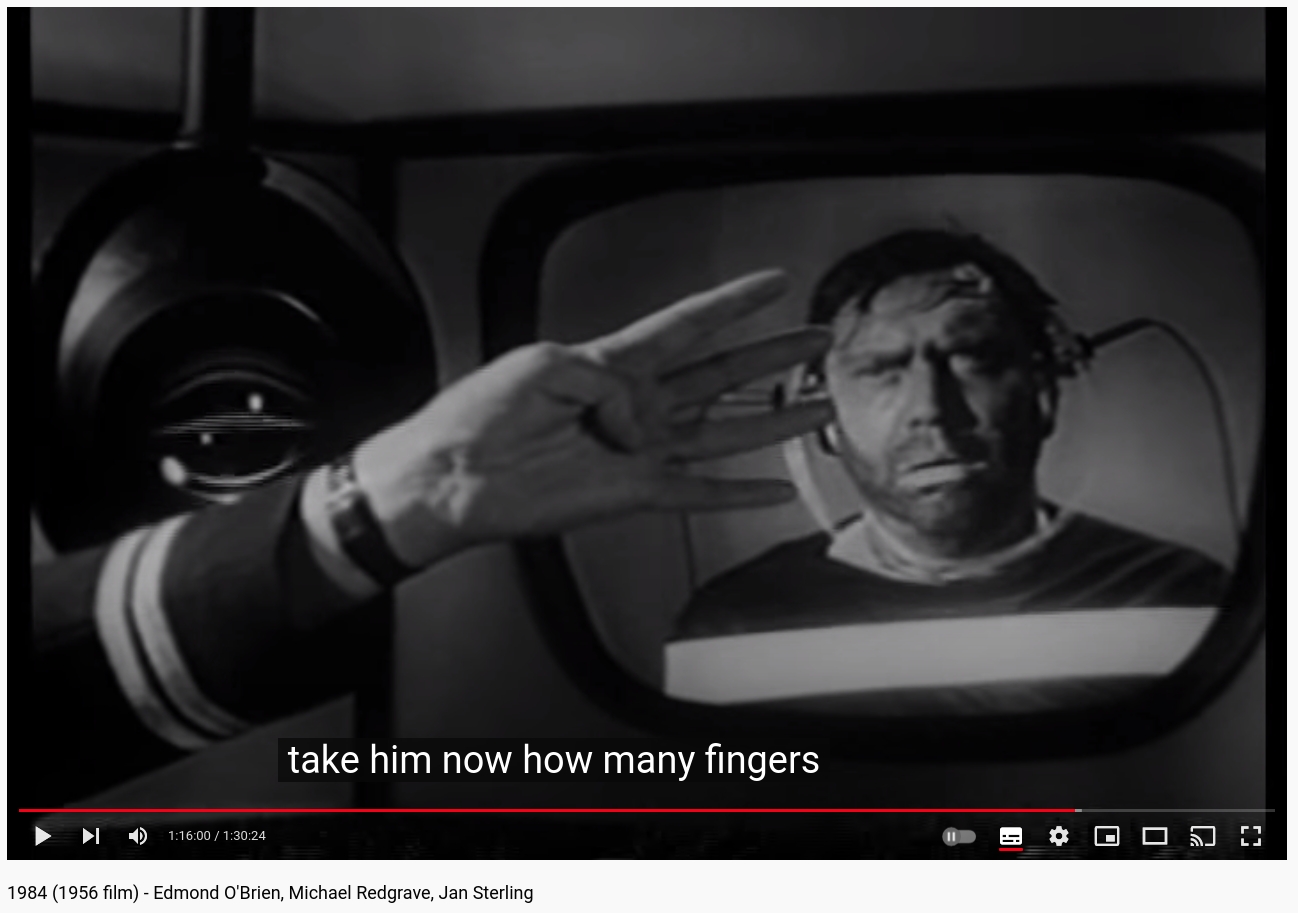 take him now how many fingers
1:16:00 / 1:30:24
1984 (1956 film) - Edmond O'Brien, Michael Redgrave, Jan Sterling